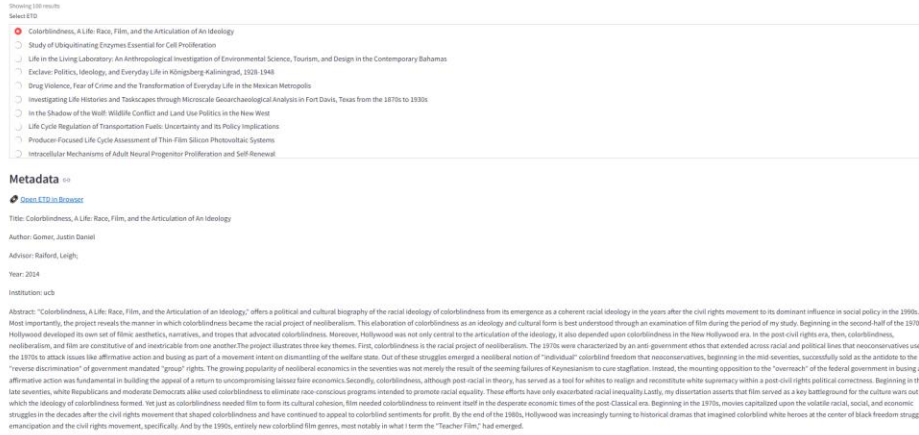 Showing 100 results
Select ETD
Colorblindness, A Life: Race, Film, and the Articulation of An Ideology
Study of Ubiquitinating Enzymes Essential for Cell Proliferation
Life in the Living Laboratory: An Anthropological Investigation of Environmental Science, Tourism, and Design in the Contemporary Bahamas
Exclave: Politics, Ideology, and Everyday Life in Königsberg-Kaliningrad, 1928-1948
Drug Violence, Fear of Crime and the Transformation of Everyday Life in the Mexican Metropolis
Investigating Life Histories and Taskscapes through Microscale Geoarchaeological Analysis in Fort Davis, Texas from the 1870s to 1930s
In the Shadow of the Wolf: Wildlife Conflict and Land Use Politics in the New West
Life Cycle Regulation of Transportation Fuels: Uncertainty and its Policy Implications
Producer-Focused Life Cycle Assessment of Thin-Film Silicon Photovoltaic Systems
Intracellular Mechanisms of Adult Neural Progenitor Proliferation and Self-Renewal
Metadata
Open ETD in Browser
Title: Colorblindness, A Life: Race, Film, and the Articulation of An Ideology
Author: Gomer, Justin Daniel
Advisor: Raiford, Leigh;
Year: 2014
Institution: ucb
Abstract: "Colorblindness, A Life: Race, Film, and the Articulation of an Ideology," offers a political and cultural biography of the racial ideology of colorblindness from its emergence as a coherent racial ideology in the years after the civil rights movement to its dominant influence in social policy in the 1990s.
Most importantly, the project reveals the manner in which colorblindness became the racial project of neoliberalism. This elaboration of colorblindness as an ideology and cultural form is best understood through an examination of film during the period of my study. Beginning in the second-half of the 1970
Hollywood developed its own set of filmic aesthetics, narratives, and tropes that advocated colorblindness. Moreover, Hollywood was not only central to the articulation of the ideology, it also depended upon colorblindness in the New Hollywood era. In the post-civil rights era, then, colorblindness,
neoliberalism, and film are constitutive of and inextricable from one another.The project illustrates three key themes. First, colorblindness is the racial project of neoliberalism. The 1970s were characterized by an anti-government ethos that extended across racial and political lines that neoconservatives use
the 1970s to attack issues like affirmative action and busing as part of a movement intent on dismantling of the welfare state. Out of these struggles emerged a neoliberal notion of "individual" colorblind freedom that neoconservatives, beginning in the mid-seventies, successfully sold as the antidote to the
"reverse discrimination" of government mandated "group" rights. The growing popularity of neoliberal economics in the seventies was not merely the result of the seeming failures of Keynesianism to cure stagflation. Instead, the mounting opposition to the "overreach" of the federal government in busing a
affirmative action was fundamental in building the appeal of a return to uncompromising laissez faire economics.Secondly, colorblindness, although post-racial in theory, has served as a tool for whites to realign and reconstitute white supremacy within a post-civil rights political correctness. Beginning in th
late seventies, white Republicans and moderate Democrats alike used colorblindness to eliminate race-conscious programs intended to promote racial equality. These efforts have only exacerbated racial inequality.Lastly, my dissertation asserts that film served as a key battleground for the culture wars out
which the ideology of colorblindness formed. Yet just as colorblindness needed film to form its cultural cohesion, film needed colorblindness to reinvent itself in the desperate economic times of the post-Classical era. Beginning in the 1970s, movies capitalized upon the volatile racial, social, and economic
struggles in the decades after the civil rights movement that shaped colorblindness and have continued to appeal to colorblind sentiments for profit. By the end of the 1980s, Hollywood was increasingly turning to historical dramas that imagined colorblind white heroes at the center of black freedom strugg
emancipation and the civil rights movement, specifically. And by the 1990s, entirely new colorblind film genres, most notably in what I term the "Teacher Film," had emerged.